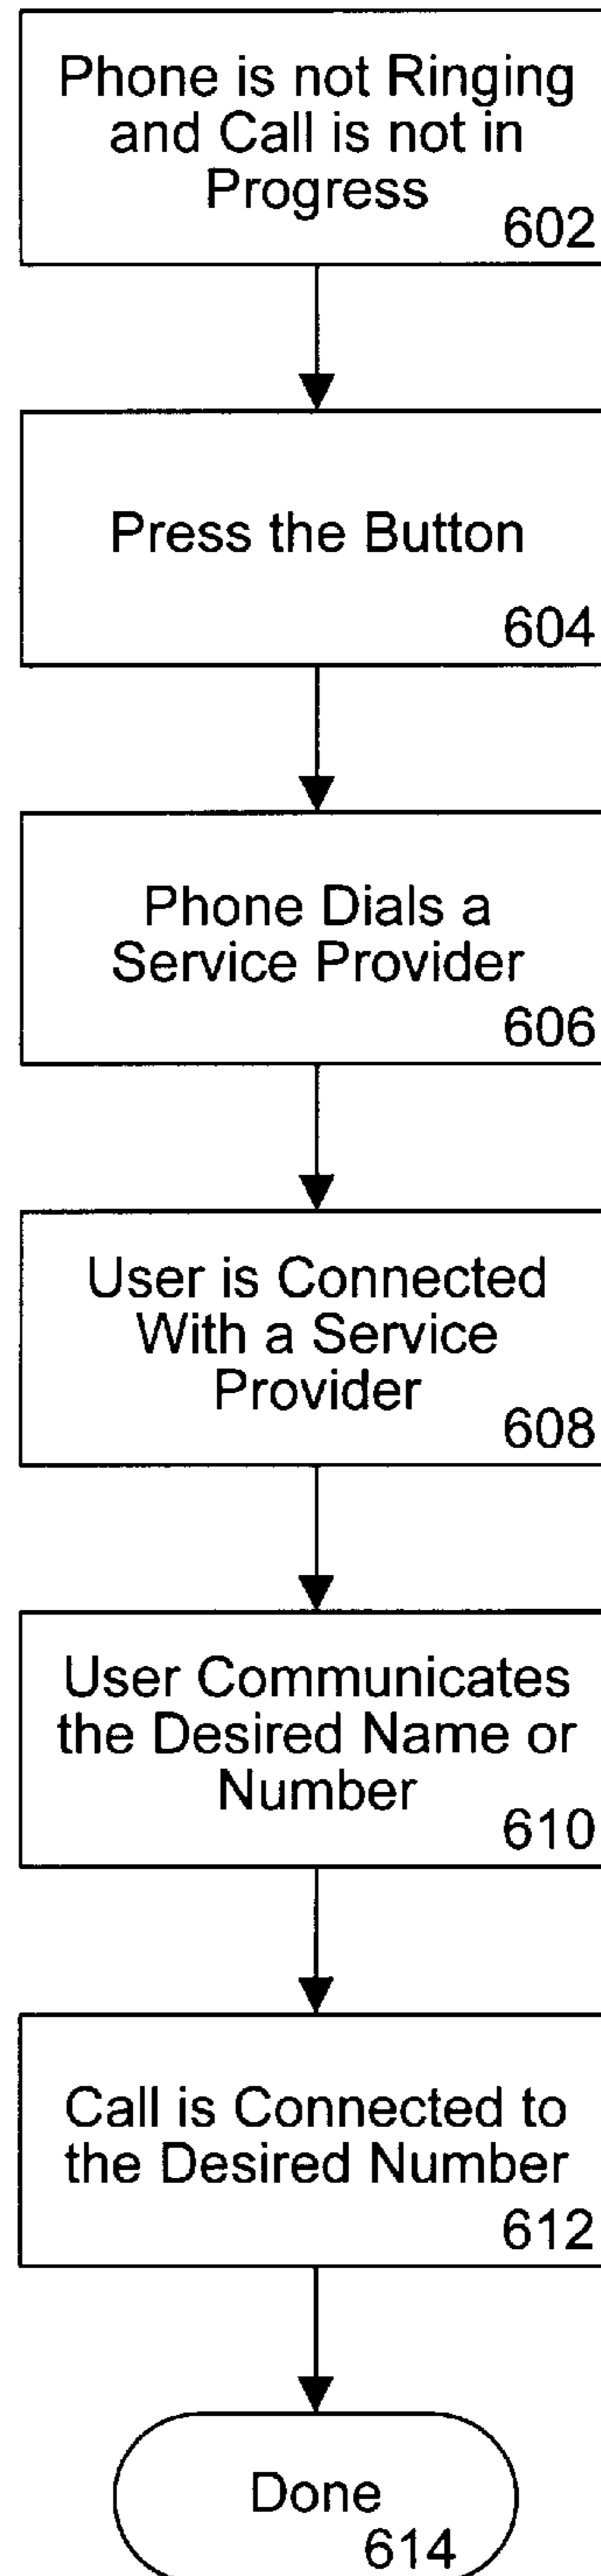 Phone is not Ringing
and Call is not in
Progress
602
Press the Button
604
Phone Dials a
Service Provider
606
User is Connected
With a Service
Provider
608
User Communicates
the Desired Name or
Number
610
Call is Connected to
the Desired Number
612
Done
614